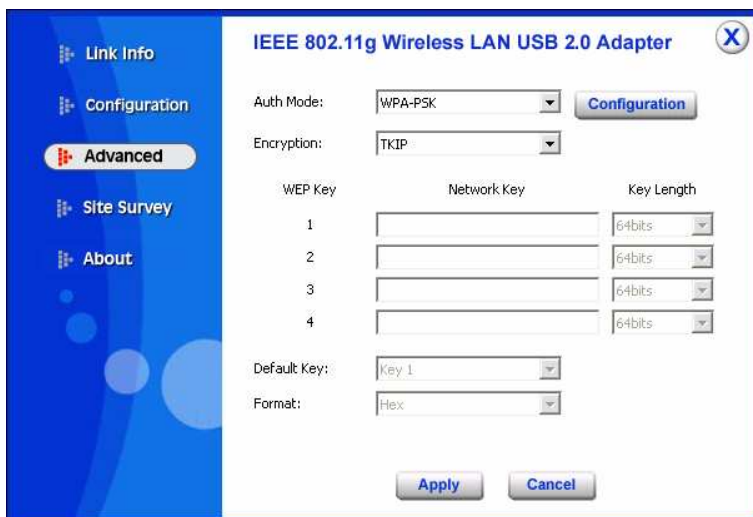 IEEE 802.11g Wireless LAN USB 2.0 Adapter
X
Link Info
Configuration
Advanced
Site Survey
About
Auth Mode: WPA-PSK Configuration
Encryption: TKIP
WEP Key Network Key Key Length
1 64bits
2 64bits
3 64bits
4 64bits
Default Key: Key 1
Format: Hex
Apply Cancel